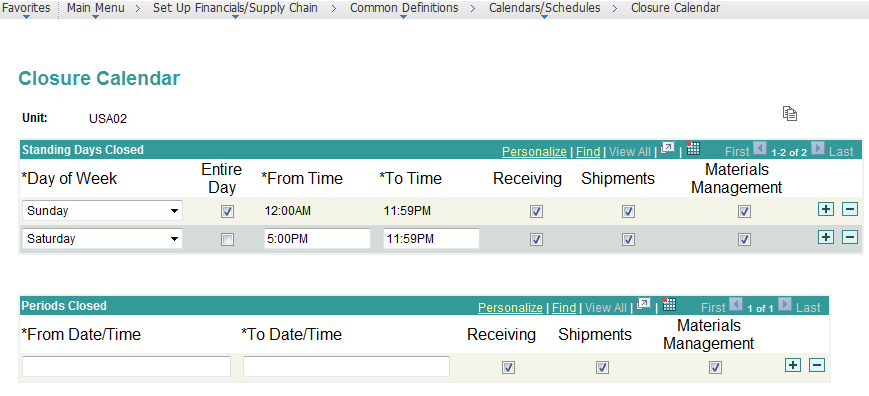 Favorites Main Menu > Set Up Financials/Supply Chain > Common Definitions > Calendars/Schedules > Closure Calendar
Closure Calendar
Unit: USA02
Standing Days Closed Personalize | Find | View All | | First 1-2 of 2 Last
*Day of Week Entire Day *From Time *To Time Receiving Shipments Materials Management
Sunday 12:00AM 11:59PM
Saturday 5:00PM 11:59PM
Periods Closed Personalize | Find | View All | | First 1 of 1 Last
*From Date/Time *To Date/Time Receiving Shipments Materials Management